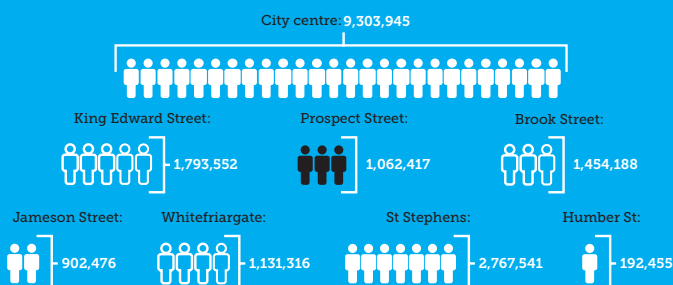 City centre: 9,303,945
King Edward Street:
1,793,552
Prospect Street:
1,062,417
Brook Street:
1,454,188
Jameson Street:
902,476
Whitefriargate:
1,131,316
St Stephens:
2,767,541
Humber St:
192,455